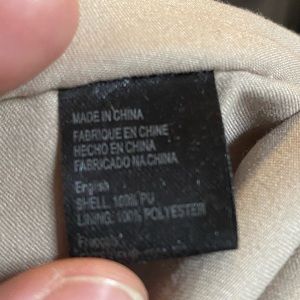 MADE IN CHINA
FABRIQUE EN CHINE
HECHO EN CHINA
FABRICADO NA CHINA
English
SHELL: 100% PU
LINING: 100% POLYESTER
Français